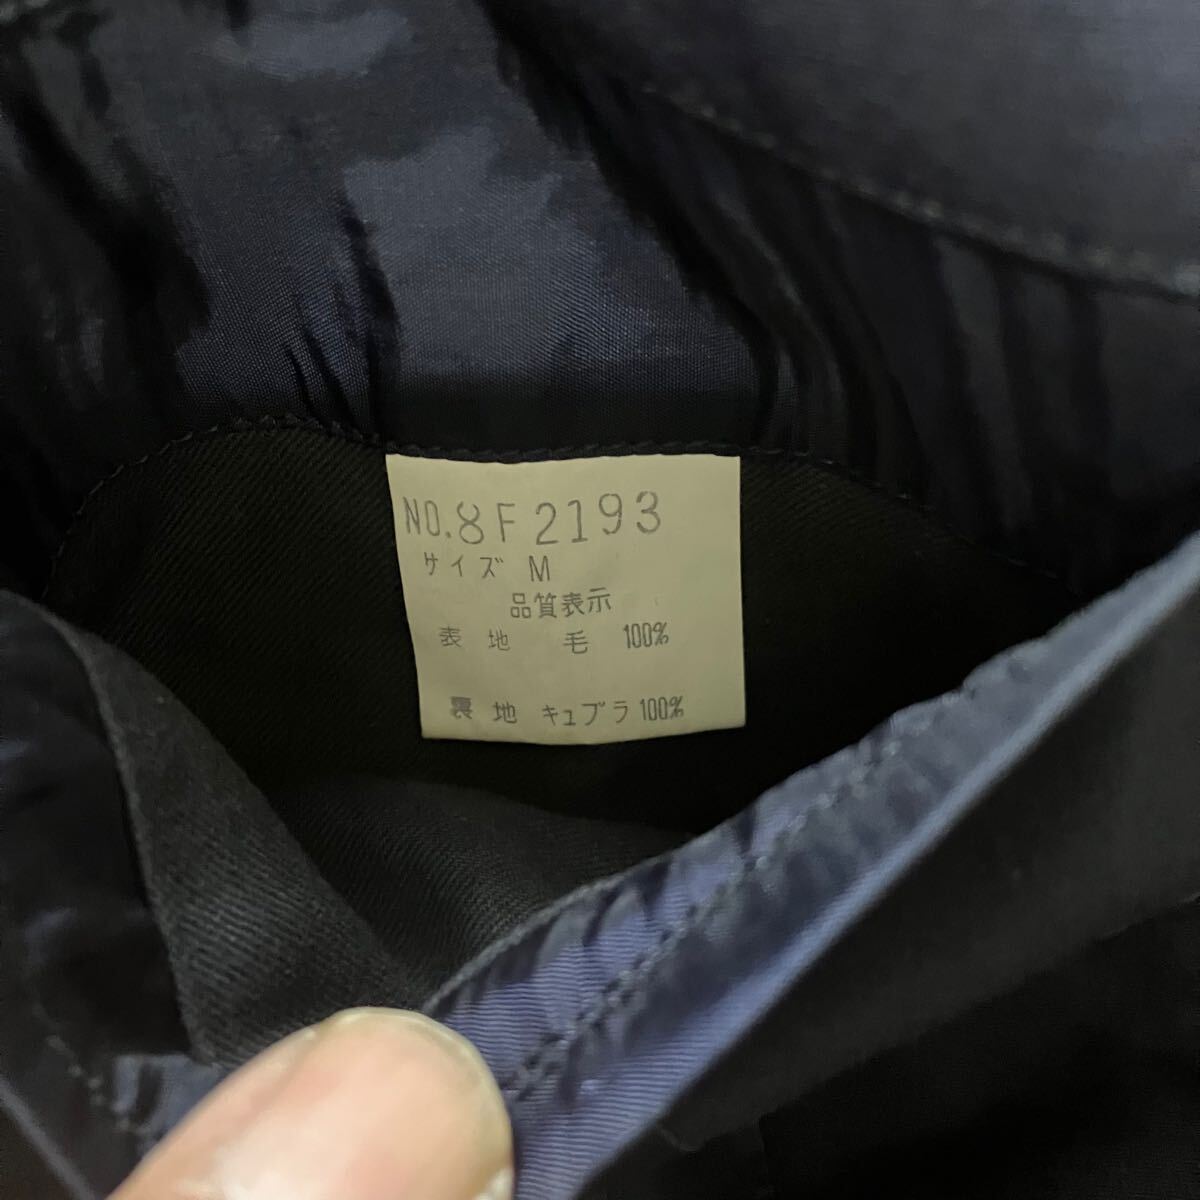 NO.8F2193
サイズ M
品質表示
表地 毛 100%
裏地 キュプラ 100%